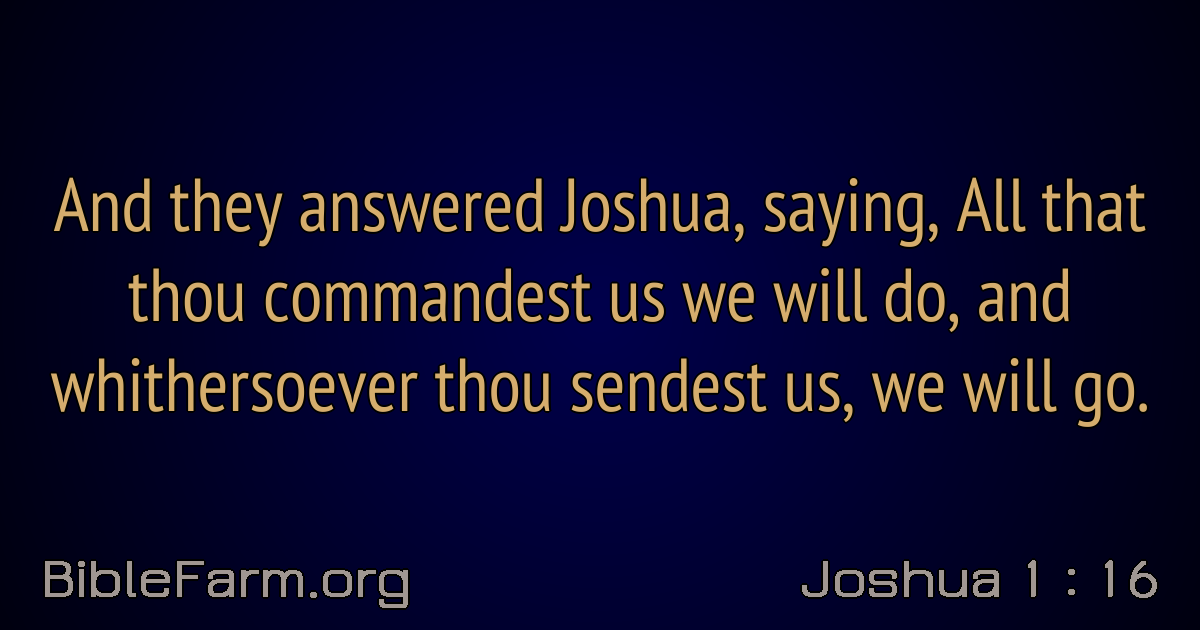 And they answered Joshua, saying, All that
thou commandest us we will do, and
whithersoever thou sendest us, we will go.
BibleFarm.org
Joshua 1 : 16